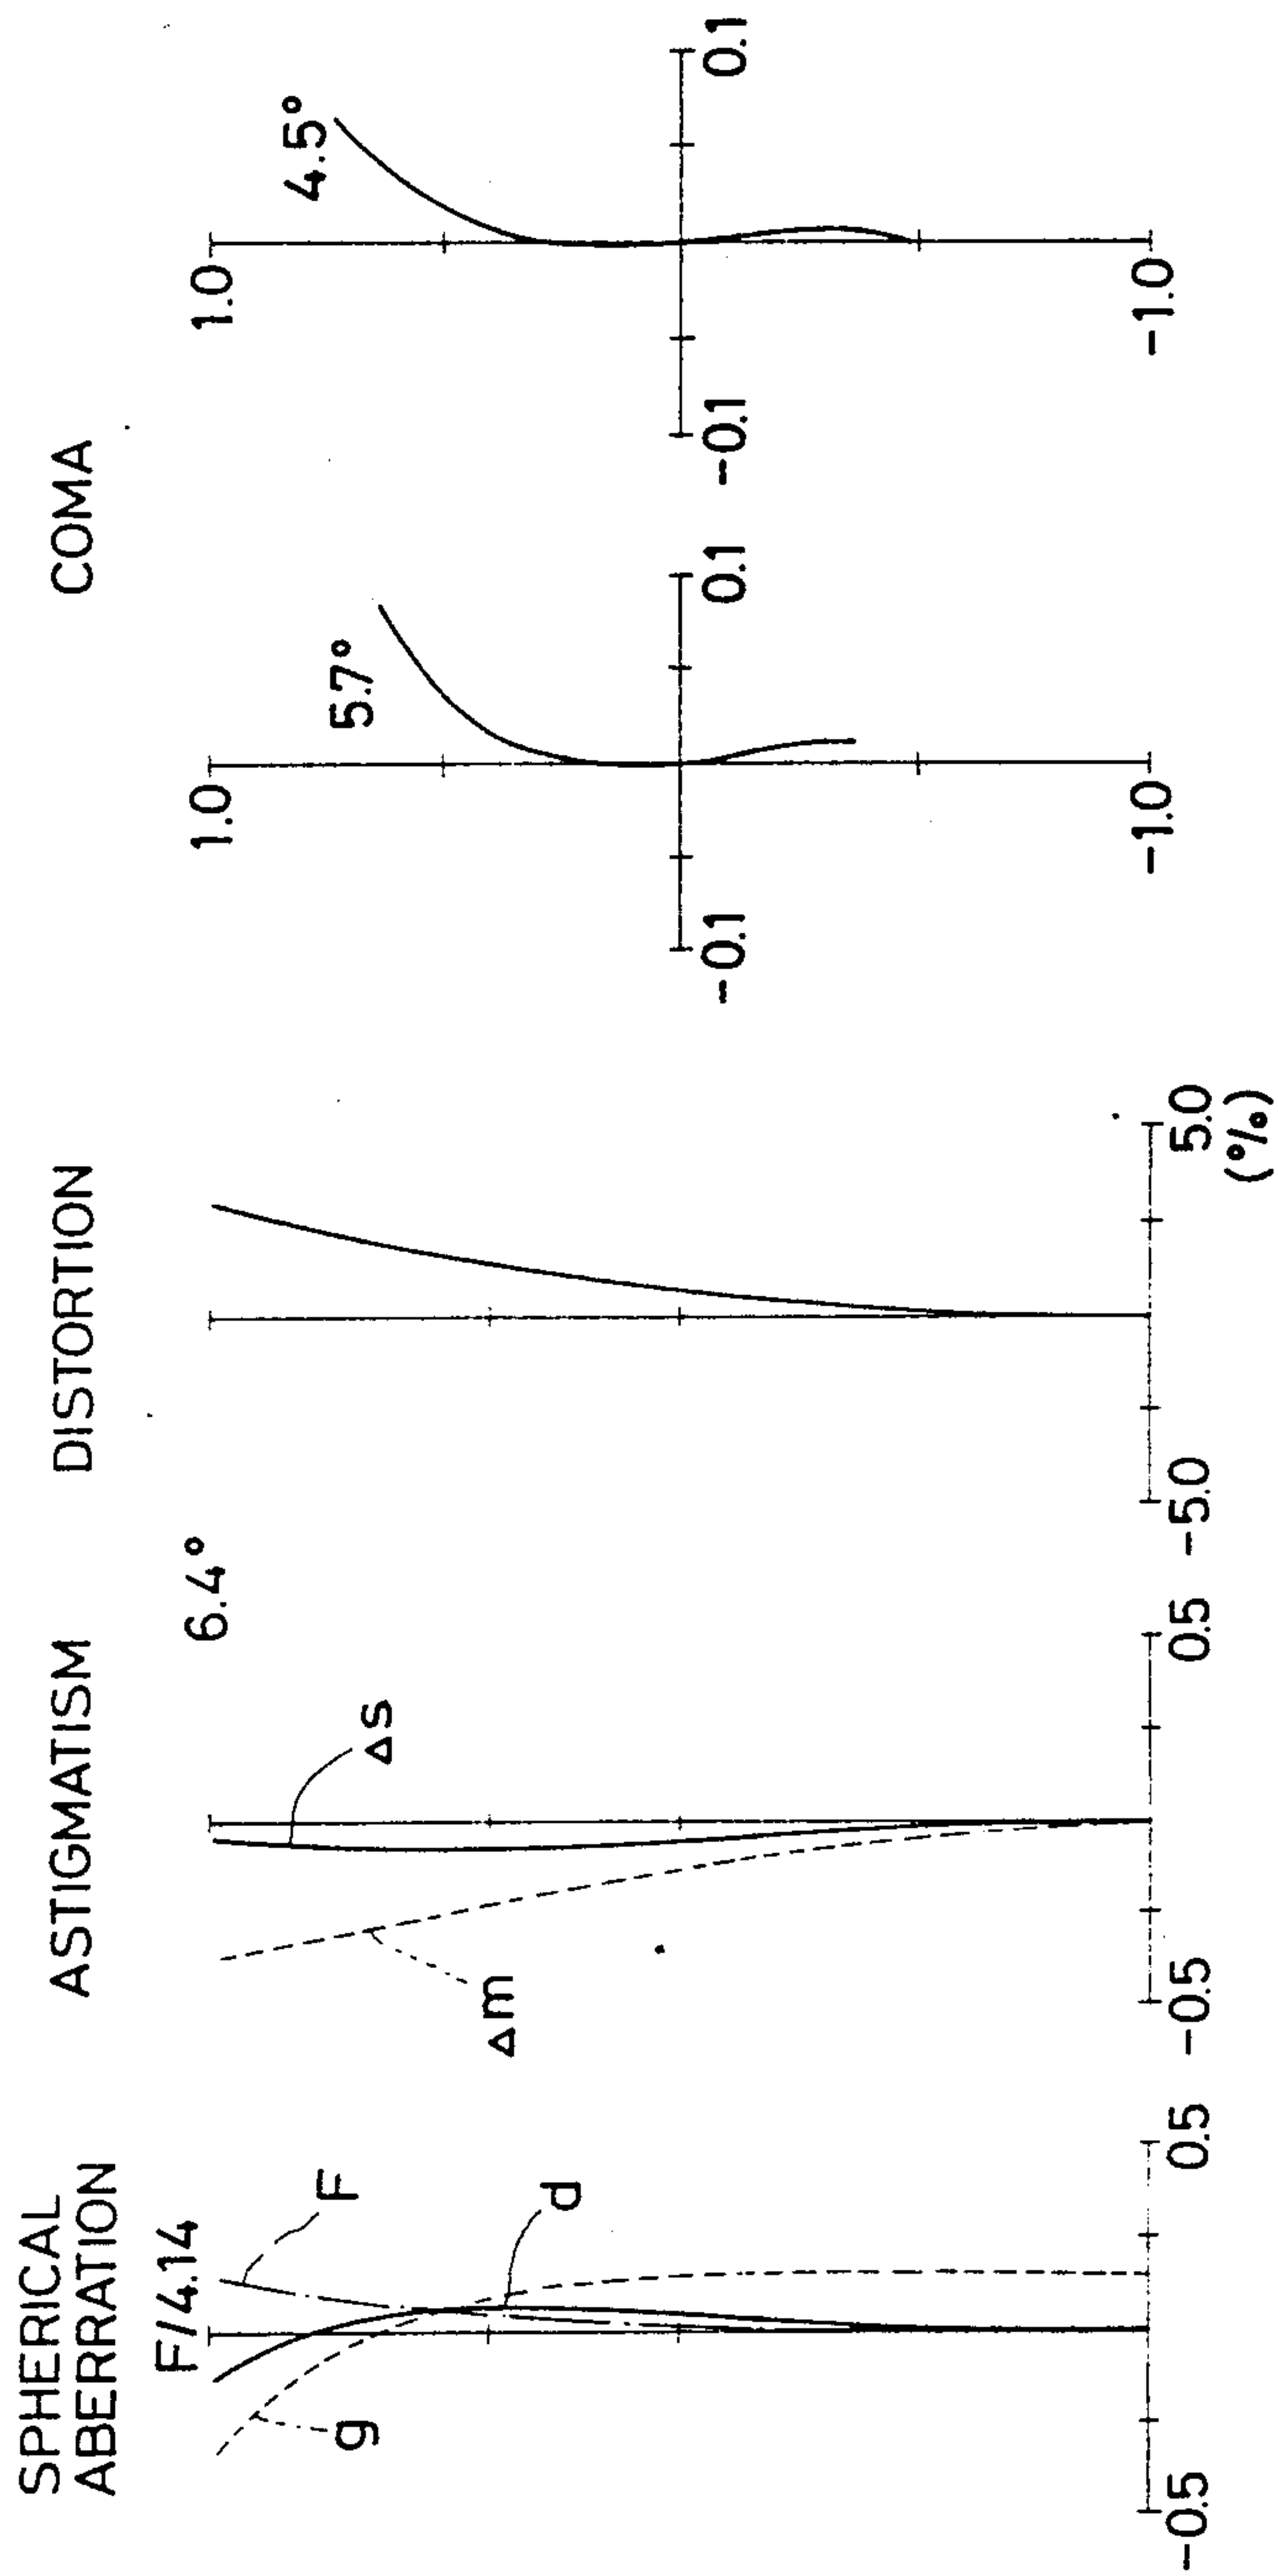 SPHERICAL
ABERRATION
F/4.14
F
d
g
-0.5
0.5
ASTIGMATISM
6.4°
Δs
Δm
-0.5
0.5
DISTORTION
-5.0
5.0
(%)
COMA
5.7°
1.0
-0.1
0.1
-1.0
4.5°
1.0
-0.1
0.1
-1.0